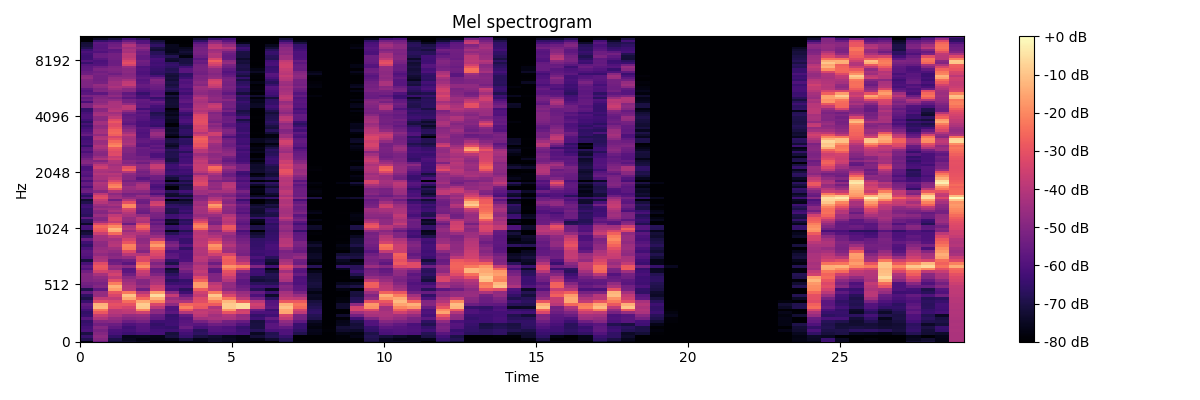 Mel spectrogram
Hz
8192
4096
2048
1024
512
0
0 5 10 15 20 25
Time
+0 dB
-10 dB
-20 dB
-30 dB
-40 dB
-50 dB
-60 dB
-70 dB
-80 dB